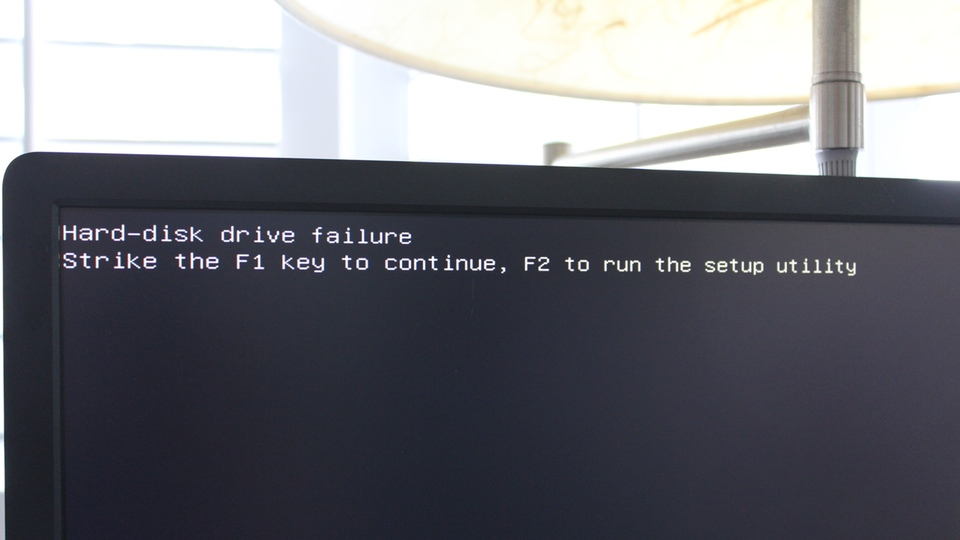 Hard-disk drive failure
Strike the F1 key to continue, F2 to run the setup utility